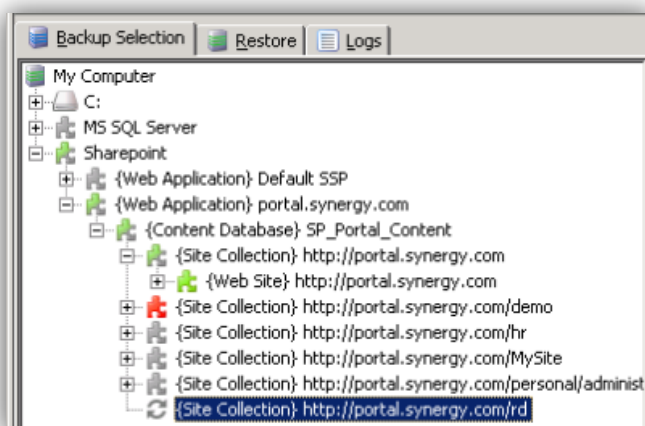 Backup Selection Restore Logs
My Computer
C:
MS SQL Server
Sharepoint
{Web Application} Default SSP
{Web Application} portal.synergy.com
{Content Database} SP_Portal_Content
{Site Collection} http://portal.synergy.com
{Web Site} http://portal.synergy.com
{Site Collection} http://portal.synergy.com/demo
{Site Collection} http://portal.synergy.com/hr
{Site Collection} http://portal.synergy.com/MySite
{Site Collection} http://portal.synergy.com/personal/administ
{Site Collection} http://portal.synergy.com/rd